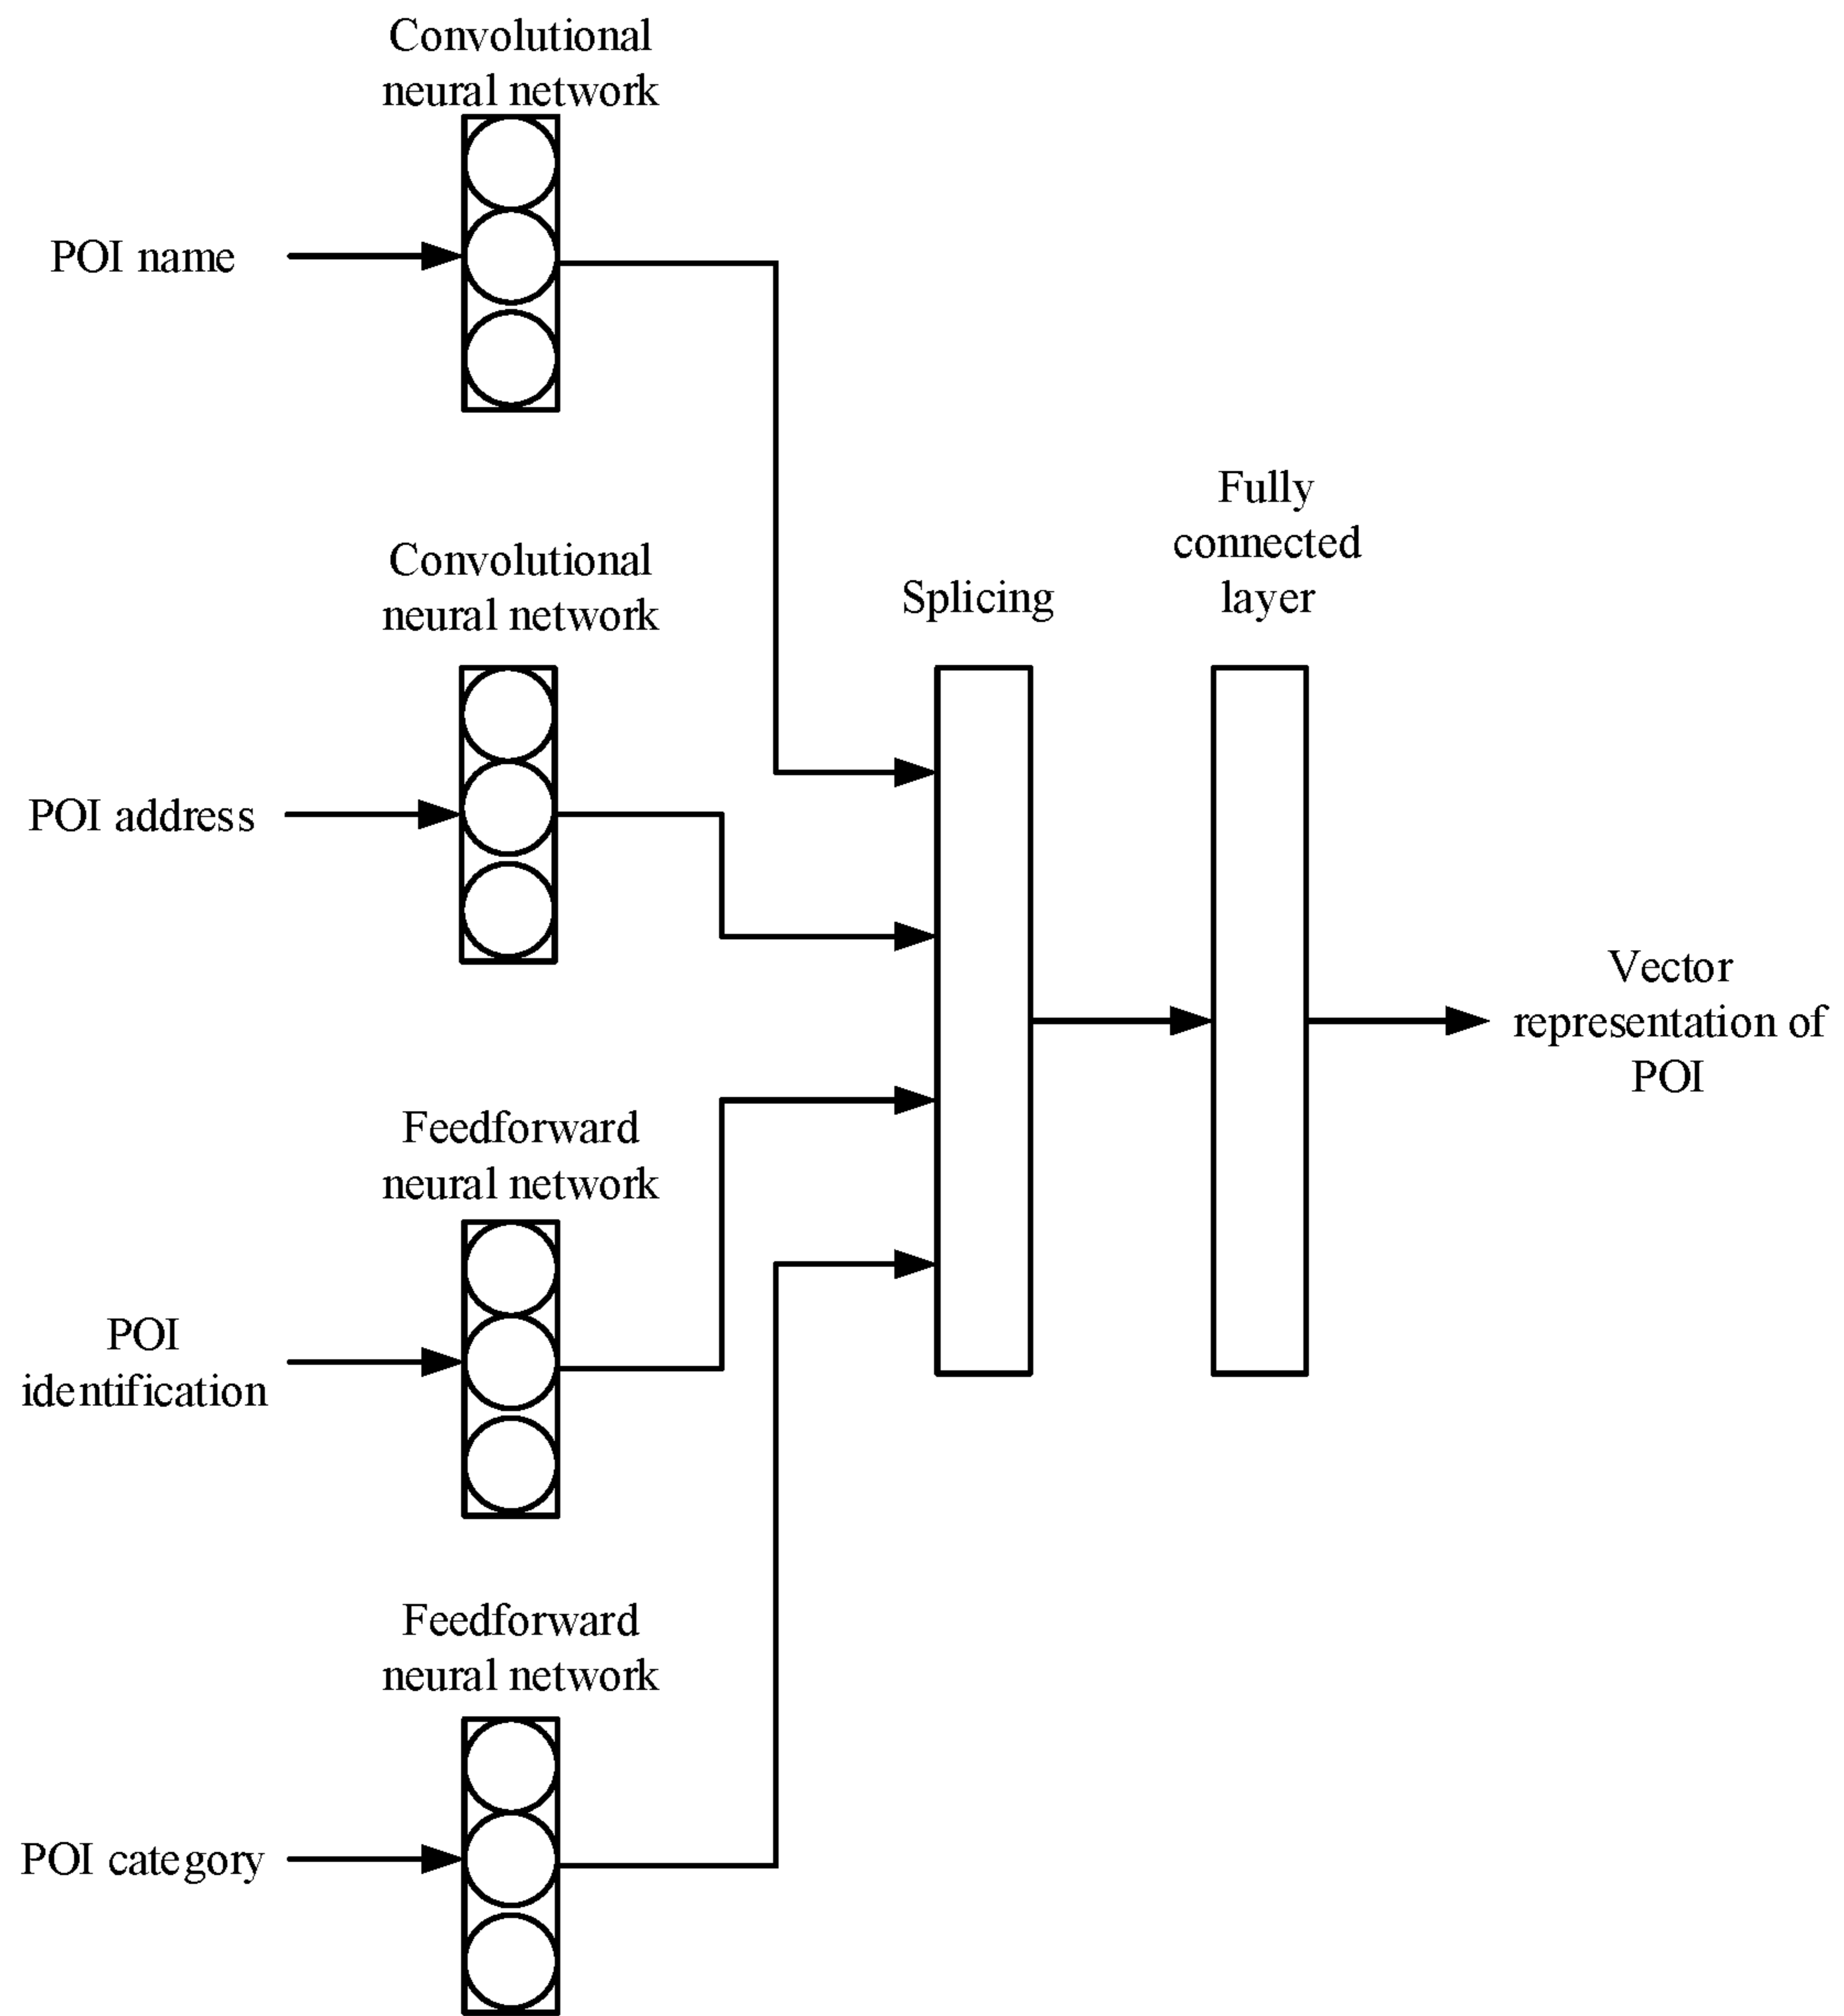 Convolutional
neural network
POI name
Convolutional
neural network
POI address
Feedforward
neural network
POI
identification
Feedforward
neural network
POI category
Splicing
Fully
connected
layer
Vector
representation of
POI